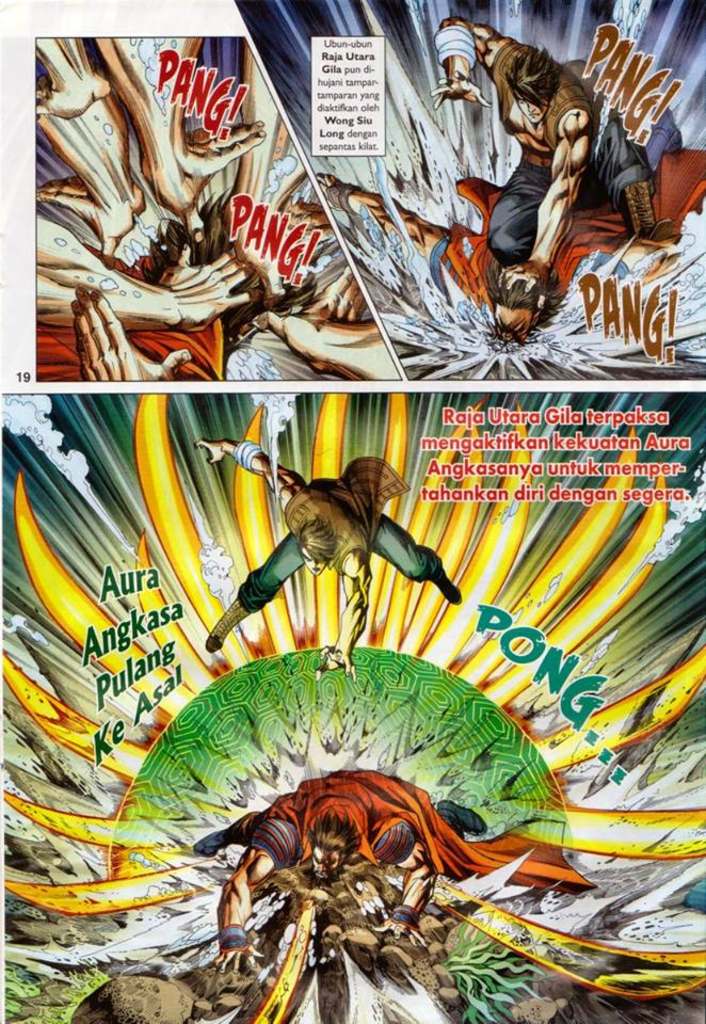 PANG!
PANG!
Ubun-ubun
Raja Utara
Gila pun di-
hujani tampar-
tamparan yang
diaktifkan oleh
Wong Siu
Long dengan
sepantas kilat.
PANG!
PANG!
19
Raja Utara Gila terpaksa
mengaktifkan kekuatan Aura
Angkasanya untuk memper-
tahankan diri dengan segera.
Aura
Angkasa
Pulang
Ke Asal
PONG...